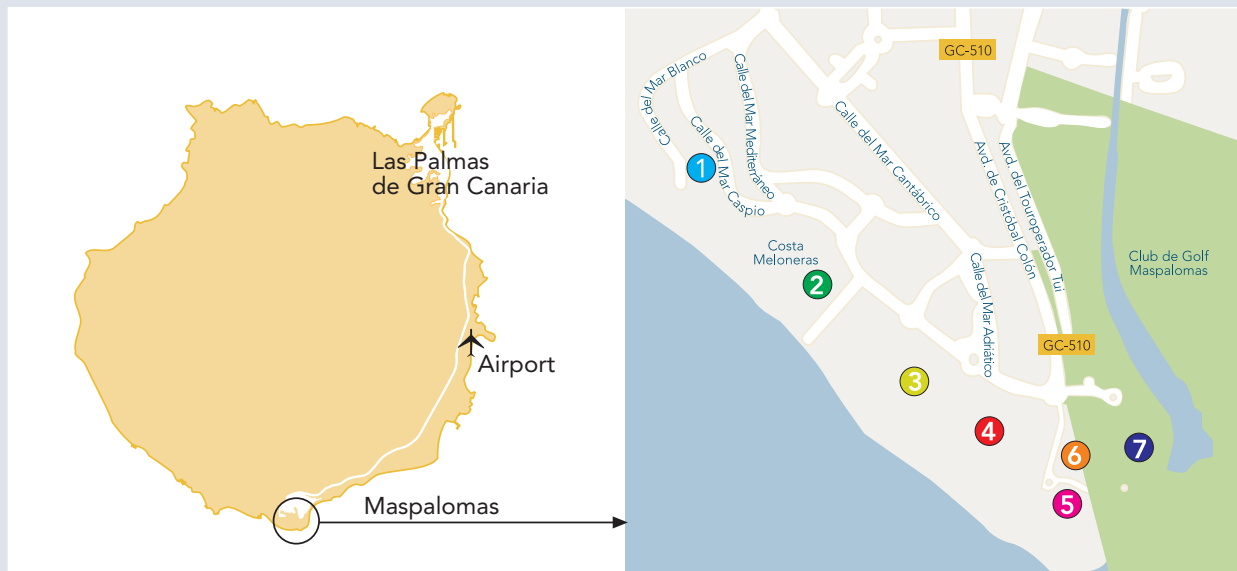 Las Palmas
de Gran Canaria
Airport
Maspalomas
GC-510
Calle del Mar Blanco
Calle del Mar Mediterráneo
Calle del Mar Caspio
Calle del Mar Cantábrico
Avd. de Cristóbal Colón
Avd. del Touroperador Tui
1
Costa
Meloneras
2
Club de Golf
Maspalomas
Calle del Mar Adriático
GC-510
3
4
6
7
5